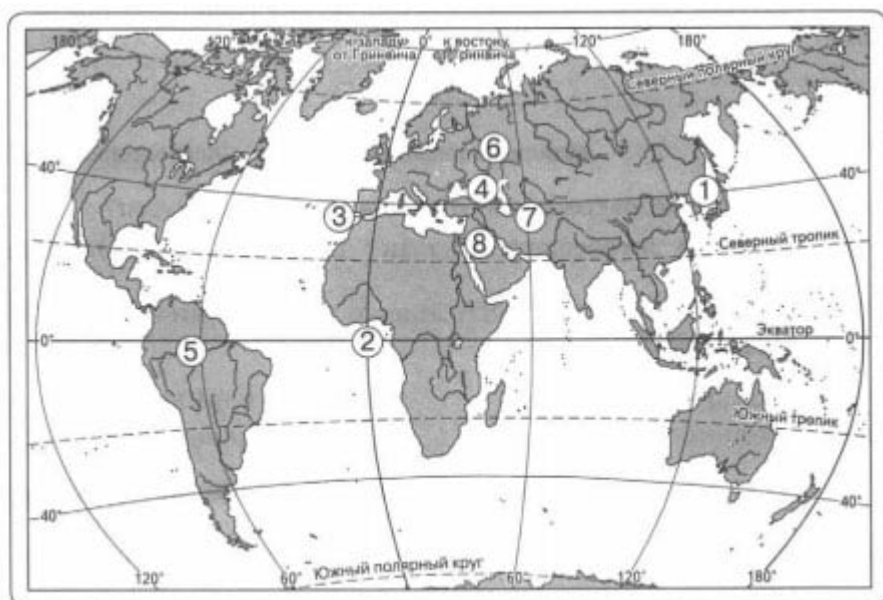 180° 120° к западу 0° к востоку 120° 180°
от Гринвича от Гринвича
Северный полярный круг
6
40° 4 1 40°
3 7
8
Северный тропик
Экватор
0° 5 2 0°
Южный тропик
40° 40°
Южный полярный круг
120° 60° 60° 120° 180°